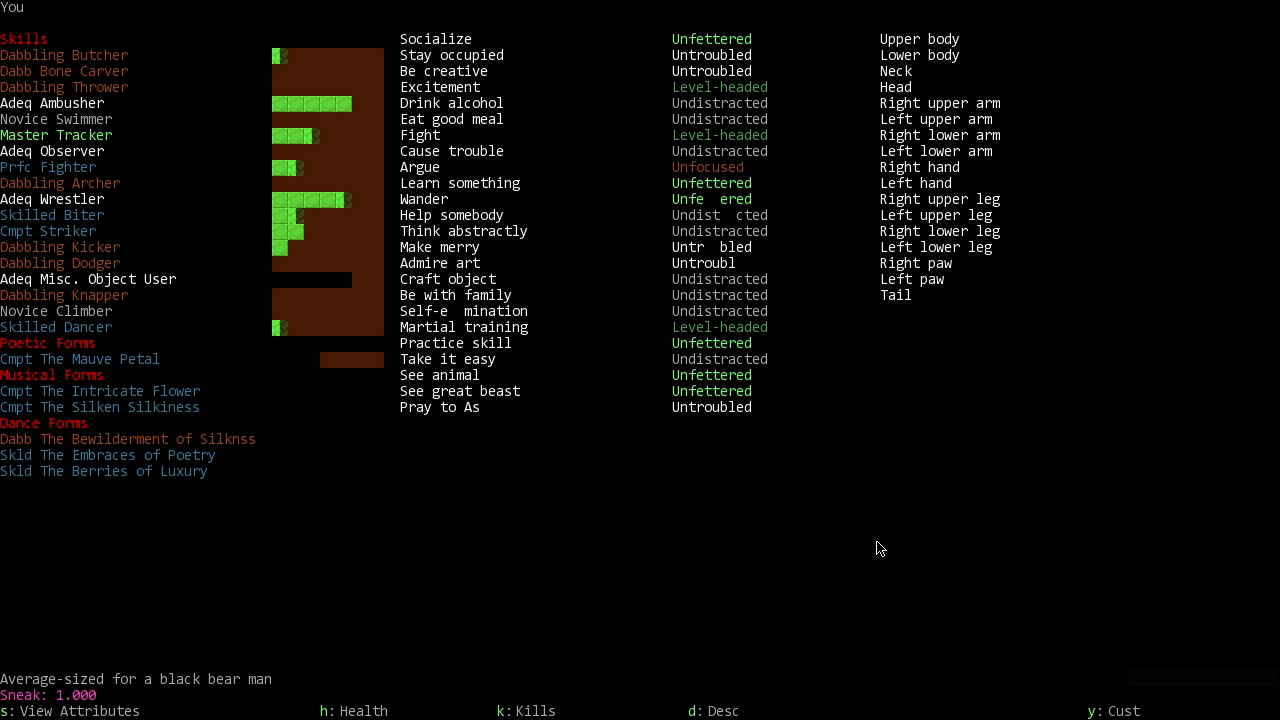 You
Skills Socialize Unfettered Upper body
Dabbling Butcher Stay occupied Untroubled Lower body
Dabb Bone Carver Be creative Untroubled Neck
Dabbling Thrower Excitement Level-headed Head
Adeq Ambusher Drink alcohol Undistracted Right upper arm
Novice Swimmer Eat good meal Undistracted Left upper arm
Master Tracker Fight Level-headed Right lower arm
Adeq Observer Cause trouble Undistracted Left lower arm
Prfc Fighter Argue Unfocused Right hand
Dabbling Archer Learn something Unfettered Left hand
Adeq Wrestler Wander Unfe ered Right upper leg
Skilled Biter Help somebody Undist cted Left upper leg
Cmpt Striker Think abstractly Undistracted Right lower leg
Dabbling Kicker Make merry Untr bled Left lower leg
Dabbling Dodger Admire art Untroubl Right paw
Adeq Misc. Object User Craft object Undistracted Left paw
Dabbling Knapper Be with family Undistracted Tail
Novice Climber Self-e mination Undistracted
Skilled Dancer Martial training Level-headed
Poetic Forms Practice skill Unfettered
Cmpt The Mauve Petal Take it easy Undistracted
Musical Forms See animal Unfettered
Cmpt The Intricate Flower See great beast Unfettered
Cmpt The Silken Silkiness Pray to As Untroubled
Dance Forms
Dabb The Bewilderment of Silknss
Skld The Embraces of Poetry
Skld The Berries of Luxury
Average-sized for a black bear man
Sneak: 1.000
s: View Attributes h: Health k: Kills d: Desc y: Cust